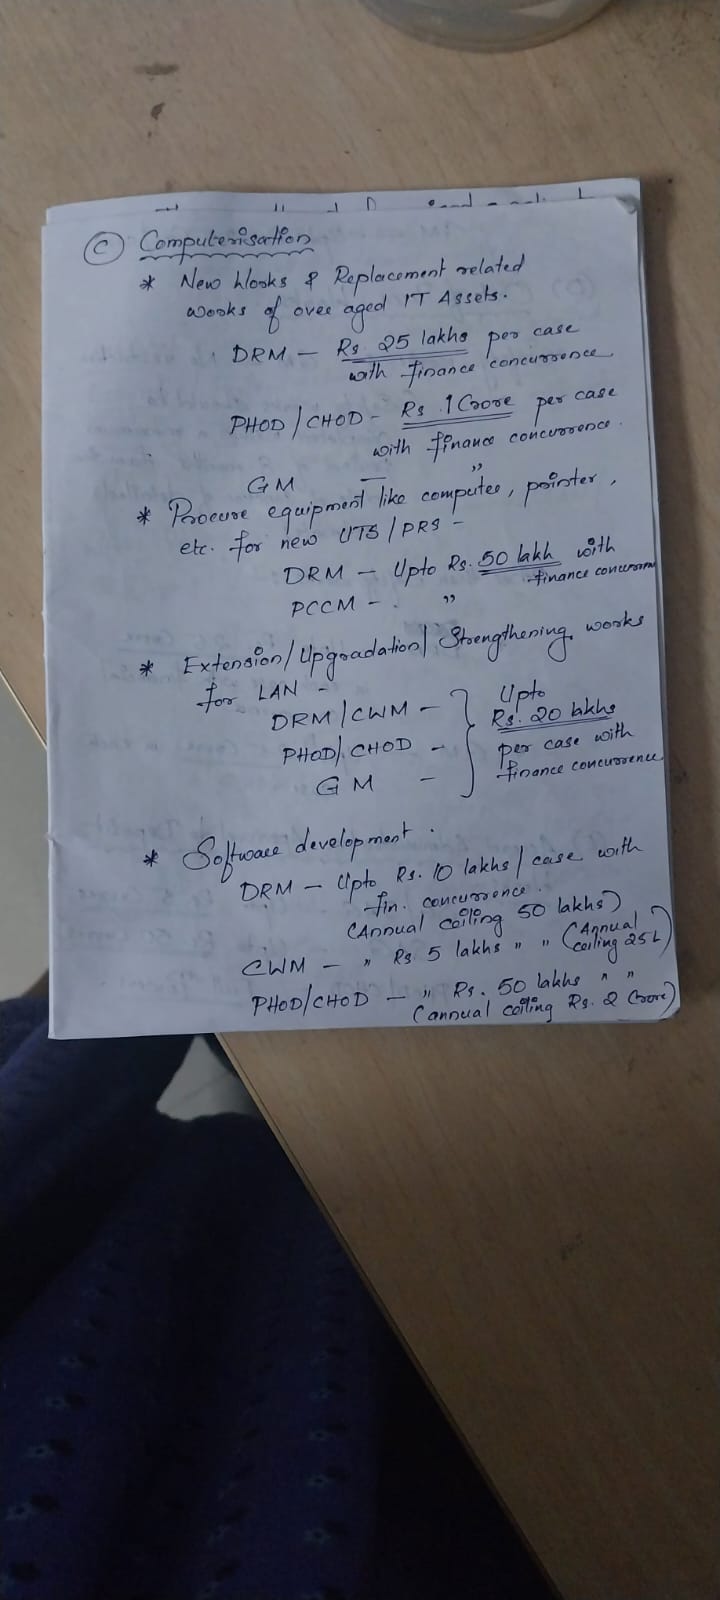 (C) Computerisation
* New Works & Replacement related
works of over aged IT Assets.
DRM — Rs. 25 lakhs per case
with finance concurrence
PHOD/CHOD - Rs. 1 Crore per case
with finance concurrence.
GM — "
* Procure equipment like computer, printer,
etc. for new UTS/PRS -
DRM — Upto Rs. 50 lakh with
finance concurrence
PCCM - . "
* Extension/Upgradation/Strengthening works
for LAN -
DRM/CWM - } Upto
Rs. 20 lakhs
PHOD/CHOD - per case with
GM - finance concurrence
* Software development.
DRM — Upto Rs. 10 lakhs/case with
fin. concurrence.
(Annual ceiling 50 lakhs)
CWM — " Rs 5 lakhs " " (Annual
ceiling 25L)
PHOD/CHOD — " Rs. 50 lakhs " "
(annual ceiling Rs. 2 Crore)